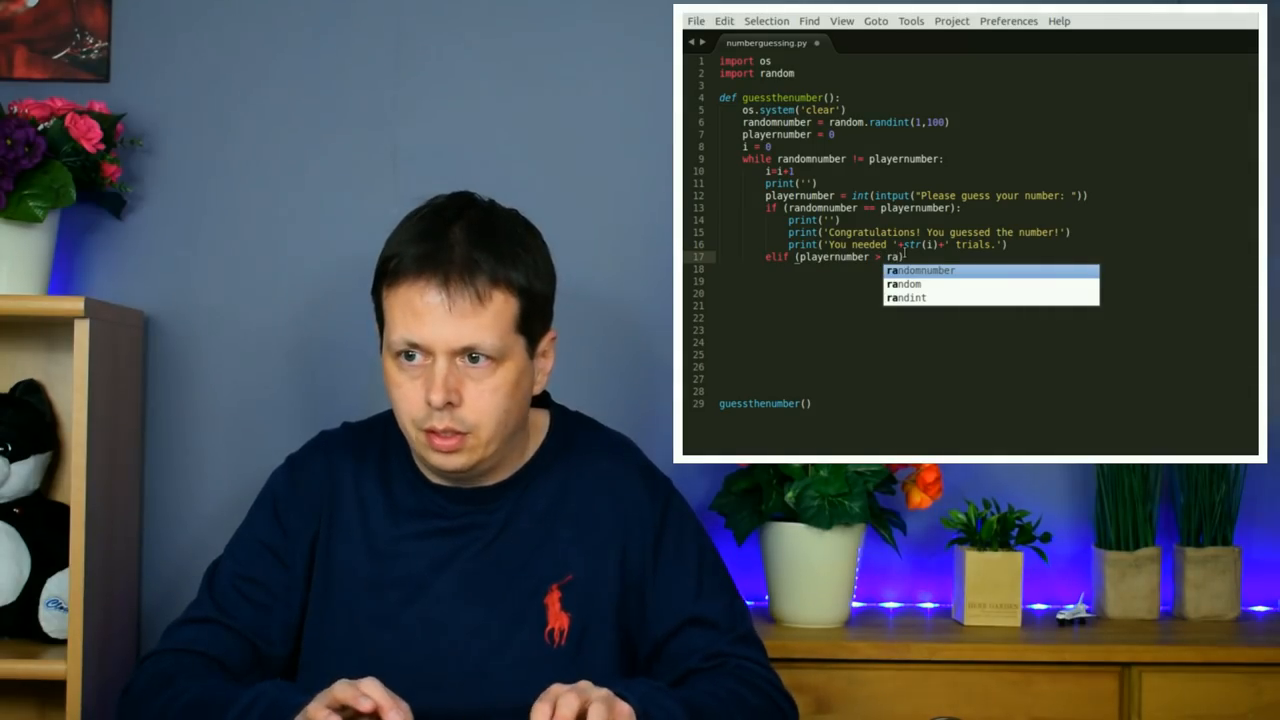 File Edit Selection Find View Goto Tools Project Preferences Help
numberguessing.py
1 import os
2 import random
3
4 def guessthenumber():
5 os.system('clear')
6 randomnumber = random.randint(1,100)
7 playernumber = 0
8 i = 0
9 while randomnumber != playernumber:
10 i=i+1
11 print('')
12 playernumber = int(intput("Please guess your number: "))
13 if (randomnumber == playernumber):
14 print('')
15 print('Congratulations! You guessed the number!')
16 print('You needed '+str(i)+' trials.')
17 elif (playernumber > ra)
randomnumber
random
randint
18
19
20
21
22
23
24
25
26
27
28
29 guessthenumber()
HERB GARDEN